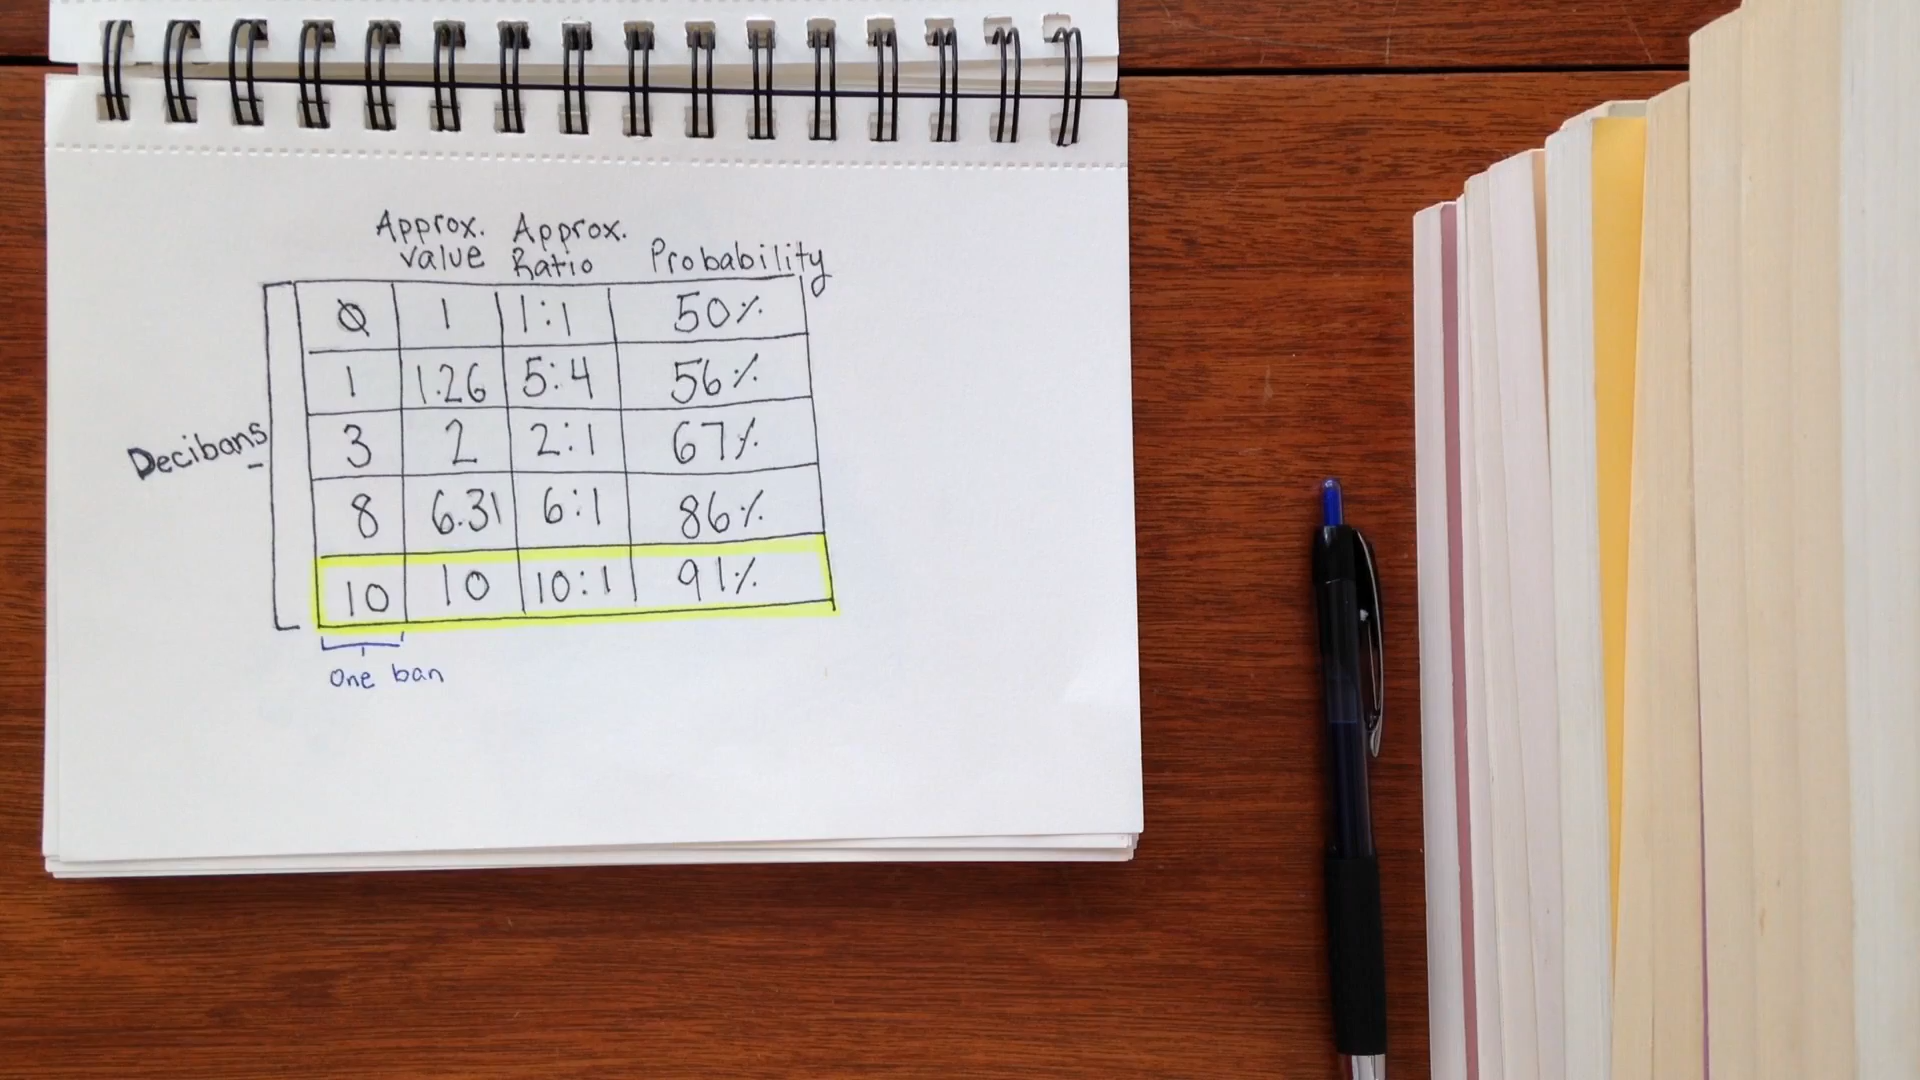 Approx. Value Approx. Ratio Probability
Decibans
Ø 1 1:1 50%
1 1.26 5:4 56%
3 2 2:1 67%
8 6.31 6:1 86%
10 10 10:1 91%
One ban